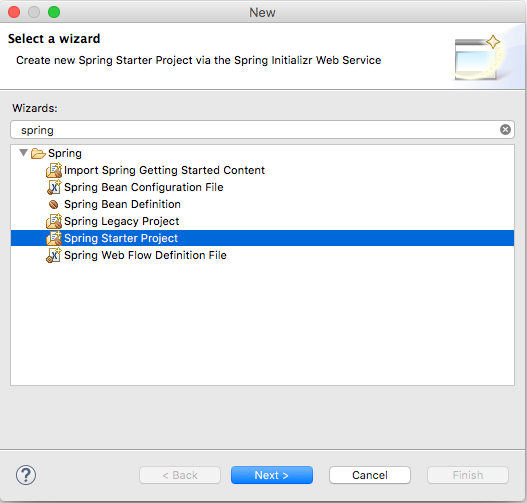 New
Select a wizard
Create new Spring Starter Project via the Spring Initializr Web Service
Wizards:
spring
Spring
Import Spring Getting Started Content
Spring Bean Configuration File
Spring Bean Definition
Spring Legacy Project
Spring Starter Project
Spring Web Flow Definition File
? < Back Next > Cancel Finish